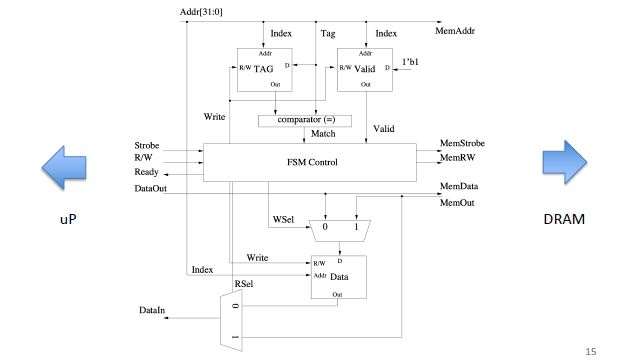 Addr[31:0]
MemAddr
Index
Tag
Index
Addr
R/W TAG D
Out
Addr
R/W Valid D
Out
1'b1
Write
comparator (=)
Match
Valid
Strobe
R/W
Ready
FSM Control
MemStrobe
MemRW
DataOut
MemData
MemOut
uP
DRAM
WSel
0 1
Write
Index
R/W D
Addr Data
Out
RSel
0
DataIn
1
15